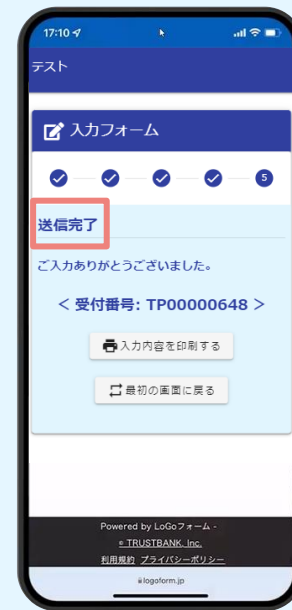 17:10
テスト
入力フォーム
5
送信完了
ご入力ありがとうございました。
< 受付番号: TP00000648 >
入力内容を印刷する
最初の画面に戻る
Powered by LoGoフォーム -
© TRUSTBANK, Inc.
利用規約 プライバシーポリシー
logoform.jp